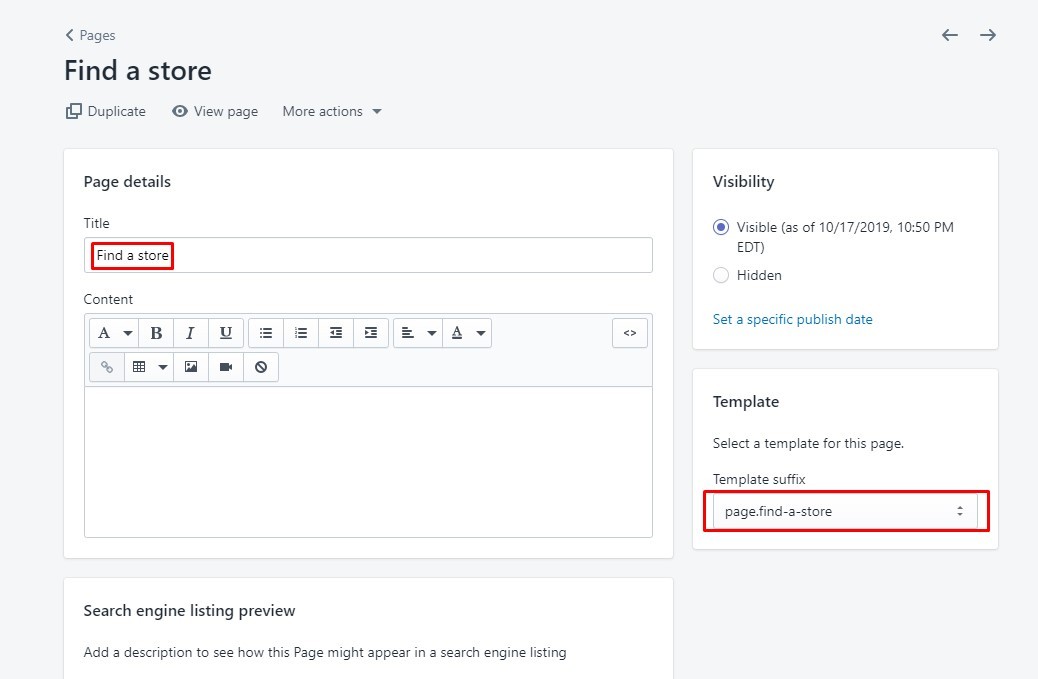 Pages
Find a store
Duplicate View page More actions
Page details
Title
Find a store
Content
A B I U A <>
Visibility
Visible (as of 10/17/2019, 10:50 PM
EDT)
Hidden
Set a specific publish date
Template
Select a template for this page.
Template suffix
page.find-a-store
Search engine listing preview
Add a description to see how this Page might appear in a search engine listing